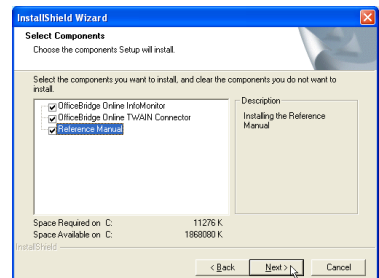 InstallShield Wizard
Select Components
Choose the components Setup will install.
Select the components you want to install, and clear the components you do not want to
install.
OfficeBridge Online InfoMonitor
OfficeBridge Online TWAIN Connector
Reference Manual
Description
Installing the Reference
Manual
Space Required on C: 11276 K
Space Available on C: 1868080 K
InstallShield
< Back Next > Cancel